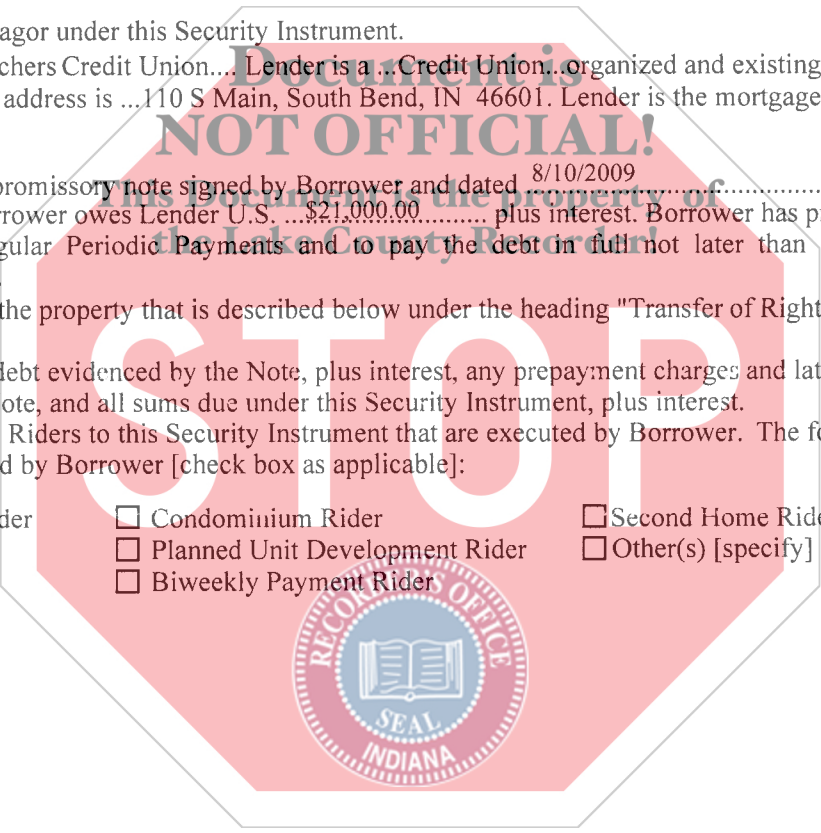 agor under this Security Instrument.
chers Credit Union.... Lender is a ...Credit Union...organized and existing
address is ...110 S Main, South Bend, IN 46601. Lender is the mortgage
promissory note signed by Borrower and dated ..8/10/2009..............................
rrower owes Lender U.S. ...$21,000.00........... plus interest. Borrower has p
gular Periodic Payments and to pay the debt in full not later than
the property that is described below under the heading "Transfer of Right
debt evidenced by the Note, plus interest, any prepayment charges and lat
ote, and all sums due under this Security Instrument, plus interest.
Riders to this Security Instrument that are executed by Borrower. The fo
d by Borrower [check box as applicable]:
der ☐ Condominium Rider ☐ Second Home Ride
☐ Planned Unit Development Rider ☐ Other(s) [specify]
☐ Biweekly Payment Rider
Document is
NOT OFFICIAL!
This Document is the property of
the Lake County Recorder!
STOP
RECORDER'S OFFICE
SEAL
INDIANA